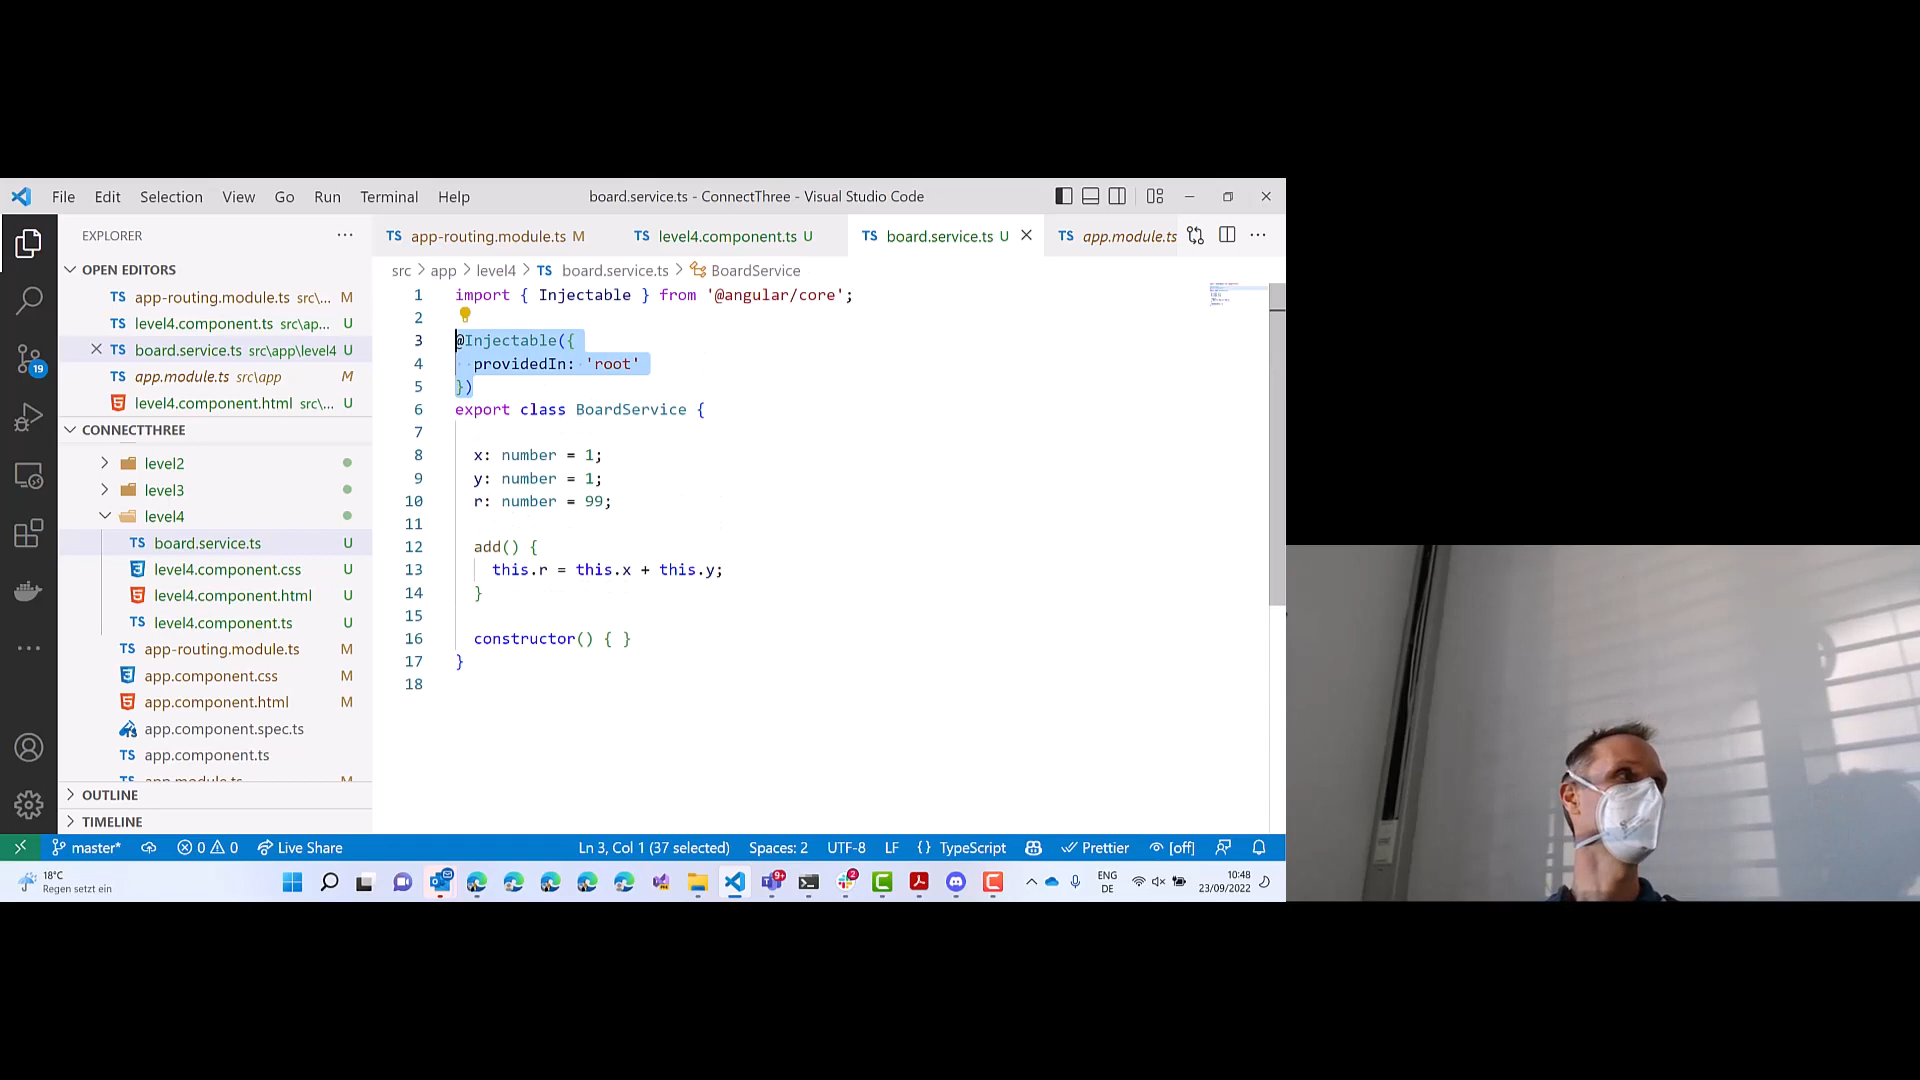 File Edit Selection View Go Run Terminal Help board.service.ts - ConnectThree - Visual Studio Code
EXPLORER
TS app-routing.module.ts M TS level4.component.ts U TS board.service.ts U TS app.module.ts
OPEN EDITORS
TS app-routing.module.ts src\... M
TS level4.component.ts src\ap... U
TS board.service.ts src\app\level4 U
TS app.module.ts src\app M
level4.component.html src\... U
CONNECTTHREE
level2
level3
level4
TS board.service.ts U
level4.component.css U
level4.component.html U
TS level4.component.ts U
TS app-routing.module.ts M
app.component.css M
app.component.html M
app.component.spec.ts
TS app.component.ts
TS app.module.ts M
OUTLINE
TIMELINE
19
src > app > level4 > TS board.service.ts > BoardService
1 import { Injectable } from '@angular/core';
2
3 @Injectable({
4 providedIn: 'root'
5 })
6 export class BoardService {
7
8 x: number = 1;
9 y: number = 1;
10 r: number = 99;
11
12 add() {
13 this.r = this.x + this.y;
14 }
15
16 constructor() { }
17 }
18
master* 0 0 Live Share Ln 3, Col 1 (37 selected) Spaces: 2 UTF-8 LF {} TypeScript Prettier [off]
18°C
Regen setzt ein
9+
2
ENG
DE
10:48
23/09/2022